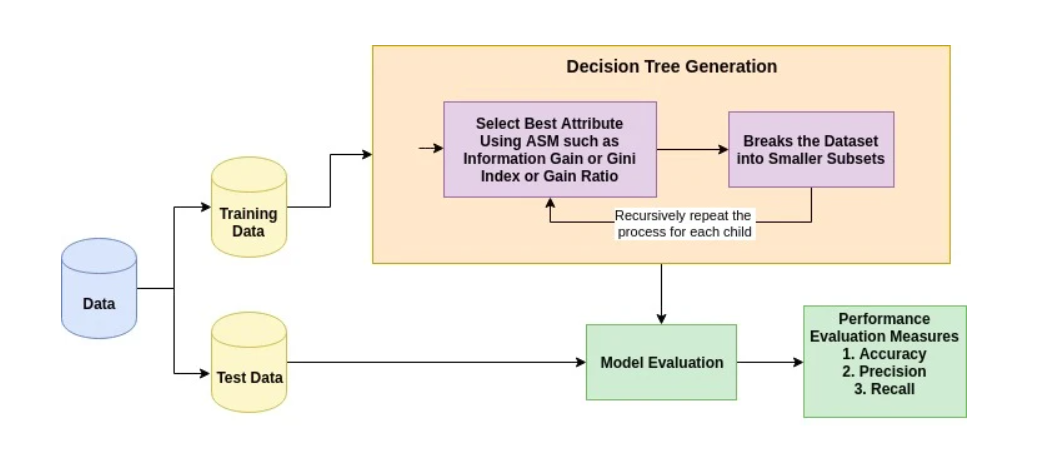 Decision Tree Generation
Select Best Attribute
Using ASM such as
Information Gain or Gini
Index or Gain Ratio
Breaks the Dataset
into Smaller Subsets
Recursively repeat the
process for each child
Training
Data
Data
Test Data
Model Evaluation
Performance
Evaluation Measures
1. Accuracy
2. Precision
3. Recall